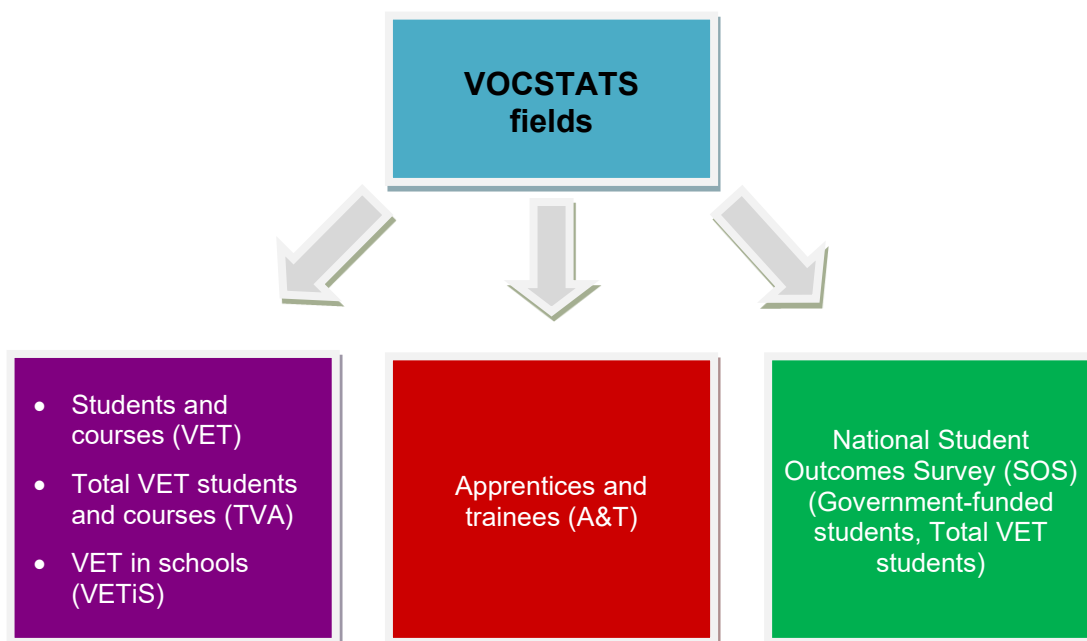 VOCSTATS
fields
• Students and
courses (VET)
• Total VET students
and courses (TVA)
• VET in schools
(VETiS)
Apprentices and
trainees (A&T)
National Student
Outcomes Survey (SOS)
(Government-funded
students, Total VET
students)